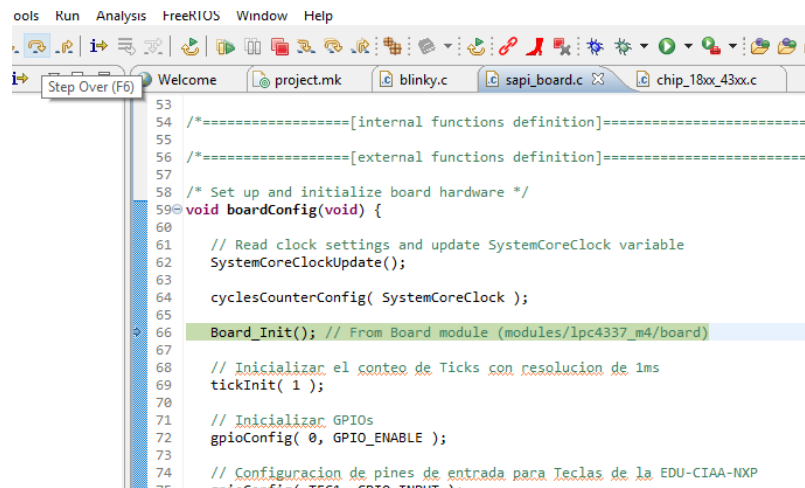 ools Run Analysis FreeRTOS Window Help
Welcome project.mk blinky.c sapi_board.c chip_18xx_43xx.c
Step Over (F6)
53
54 /*==================[internal functions definition]=========================
55
56 /*==================[external functions definition]=========================
57
58 /* Set up and initialize board hardware */
59 void boardConfig(void) {
60
61 // Read clock settings and update SystemCoreClock variable
62 SystemCoreClockUpdate();
63
64 cyclesCounterConfig( SystemCoreClock );
65
66 Board_Init(); // From Board module (modules/lpc4337_m4/board)
67
68 // Inicializar el conteo de Ticks con resolucion de 1ms
69 tickInit( 1 );
70
71 // Inicializar GPIOs
72 gpioConfig( 0, GPIO_ENABLE );
73
74 // Configuracion de pines de entrada para Teclas de la EDU-CIAA-NXP
75 gpioConfig( TEC1, GPIO_INPUT );